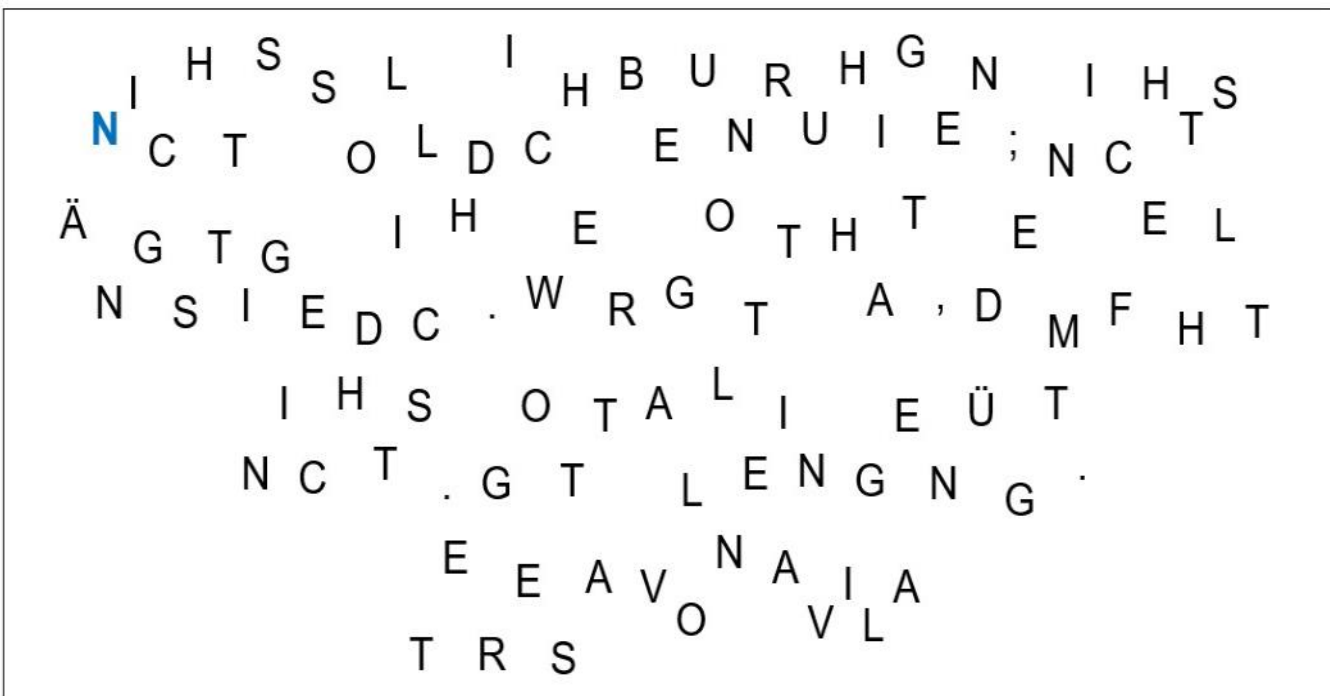 NICHTS SOLL DICH BEUNRUHIGEN; NICHTS
ÄNGSTIGE DICH. WER GOTT HAT, DEM FEHLT
NICHTS. GOTT ALLEIN GENÜGT.
TERESA VON AVILA